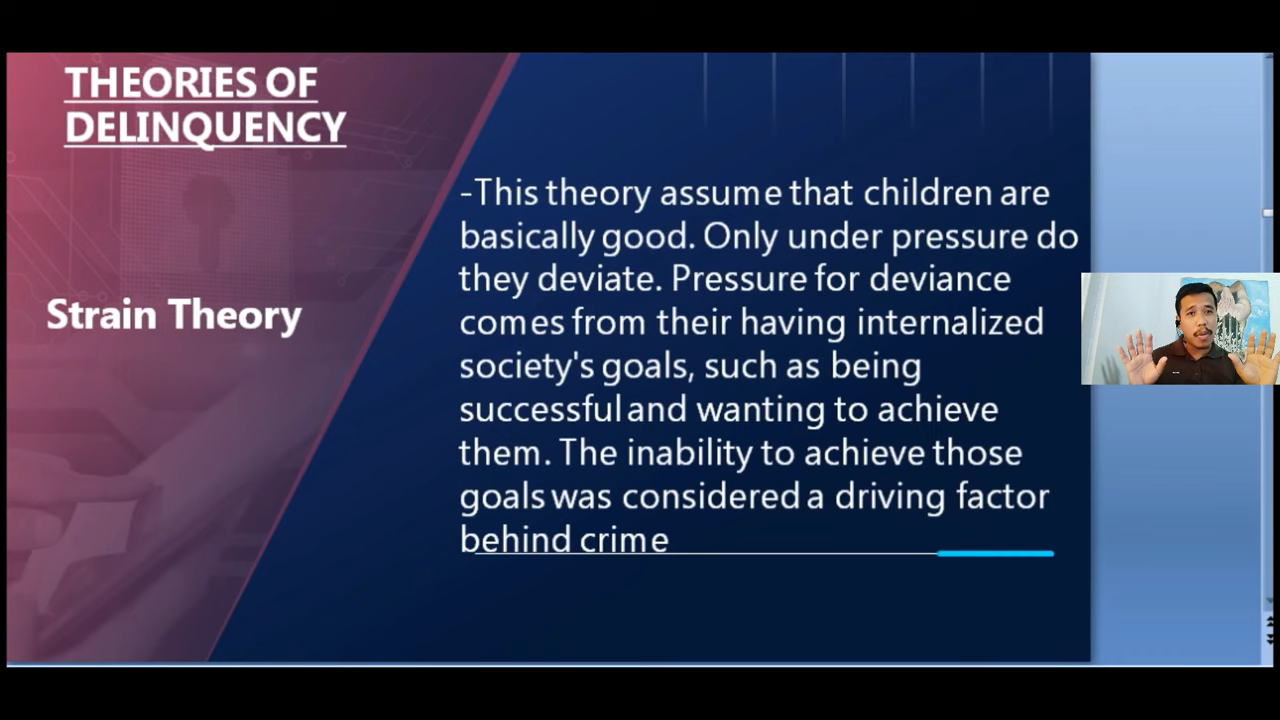 THEORIES OF
DELINQUENCY
Strain Theory
-This theory assume that children are
basically good. Only under pressure do
they deviate. Pressure for deviance
comes from their having internalized
society's goals, such as being
successful and wanting to achieve
them. The inability to achieve those
goals was considered a driving factor
behind crime